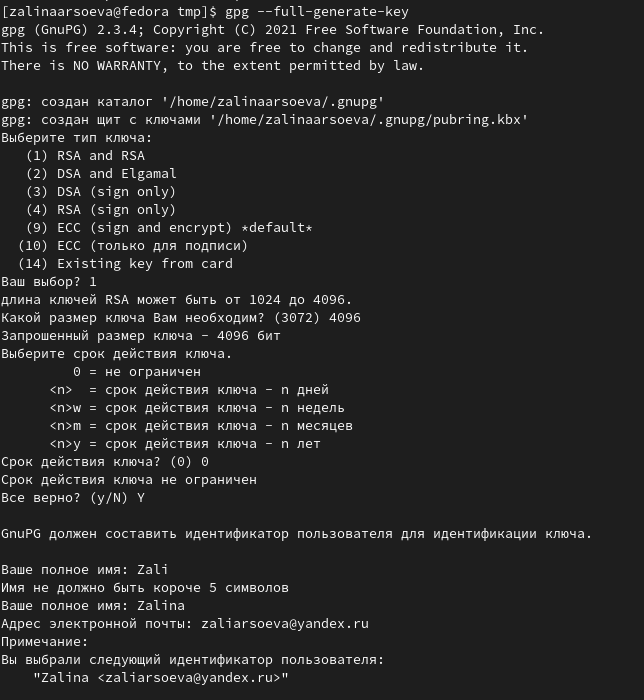 [zalinaarsoeva@fedora tmp]$ gpg --full-generate-key
gpg (GnuPG) 2.3.4; Copyright (C) 2021 Free Software Foundation, Inc.
This is free software: you are free to change and redistribute it.
There is NO WARRANTY, to the extent permitted by law.

gpg: создан каталог '/home/zalinaarsoeva/.gnupg'
gpg: создан щит с ключами '/home/zalinaarsoeva/.gnupg/pubring.kbx'
Выберите тип ключа:
   (1) RSA and RSA
   (2) DSA and Elgamal
   (3) DSA (sign only)
   (4) RSA (sign only)
   (9) ECC (sign and encrypt) *default*
  (10) ECC (только для подписи)
  (14) Existing key from card
Ваш выбор? 1
длина ключей RSA может быть от 1024 до 4096.
Какой размер ключа Вам необходим? (3072) 4096
Запрошенный размер ключа - 4096 бит
Выберите срок действия ключа.
         0 = не ограничен
      <n>  = срок действия ключа - n дней
      <n>w = срок действия ключа - n недель
      <n>m = срок действия ключа - n месяцев
      <n>y = срок действия ключа - n лет
Срок действия ключа? (0) 0
Срок действия ключа не ограничен
Все верно? (y/N) Y

GnuPG должен составить идентификатор пользователя для идентификации ключа.

Ваше полное имя: Zali
Имя не должно быть короче 5 символов
Ваше полное имя: Zalina
Адрес электронной почты: zaliarsoeva@yandex.ru
Примечание:
Вы выбрали следующий идентификатор пользователя:
    "Zalina <zaliarsoeva@yandex.ru>"